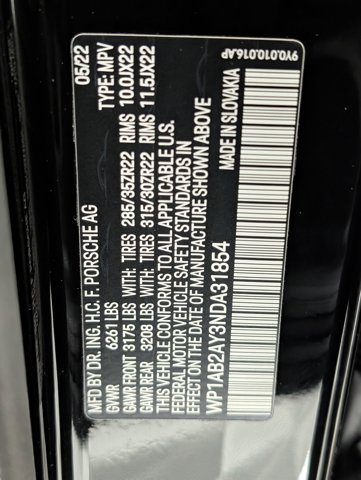 MFD BY DR. ING. H.C. F. PORSCHE AG 05/22
GVWR 6261 LBS TYPE: MPV
GAWR FRONT 3175 LBS WITH: TIRES 285/35ZR22 RIMS 10.0JX22
GAWR REAR 3208 LBS WITH: TIRES 315/30ZR22 RIMS 11.5JX22
THIS VEHICLE CONFORMS TO ALL APPLICABLE U.S.
FEDERAL MOTOR VEHICLE SAFETY STANDARDS IN
EFFECT ON THE DATE OF MANUFACTURE SHOWN ABOVE
WP1AB2AY3NDA31854 MADE IN SLOVAKIA
9Y0.010.016.AP